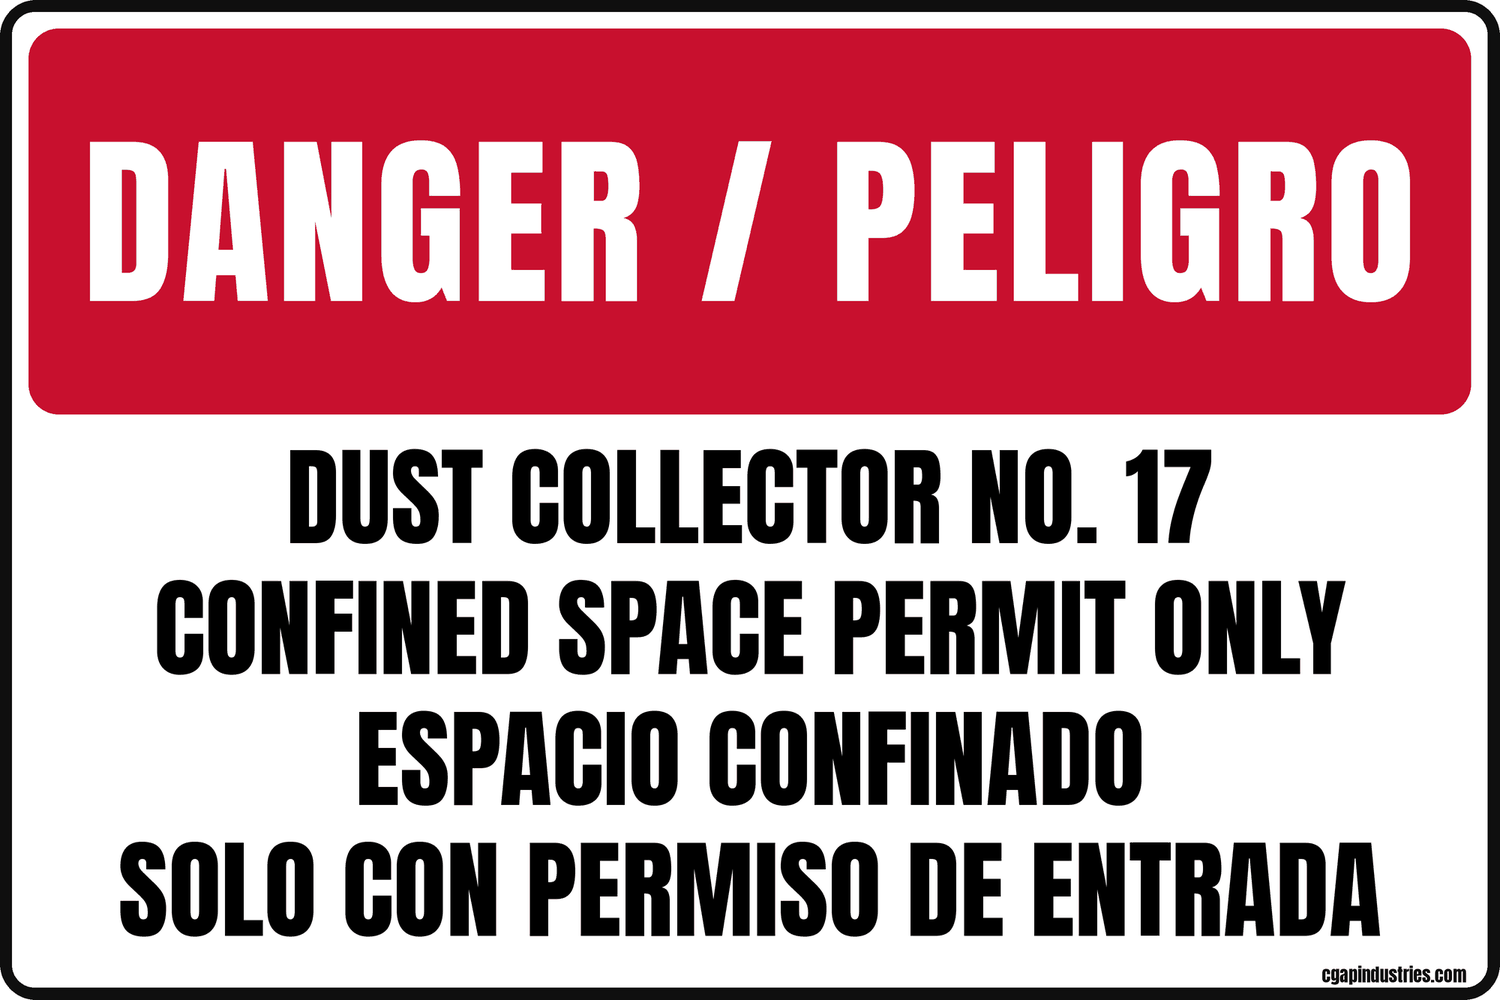 DANGER / PELIGRO
DUST COLLECTOR NO. 17
CONFINED SPACE PERMIT ONLY
ESPACIO CONFINADO
SOLO CON PERMISO DE ENTRADA
cgapindustries.com